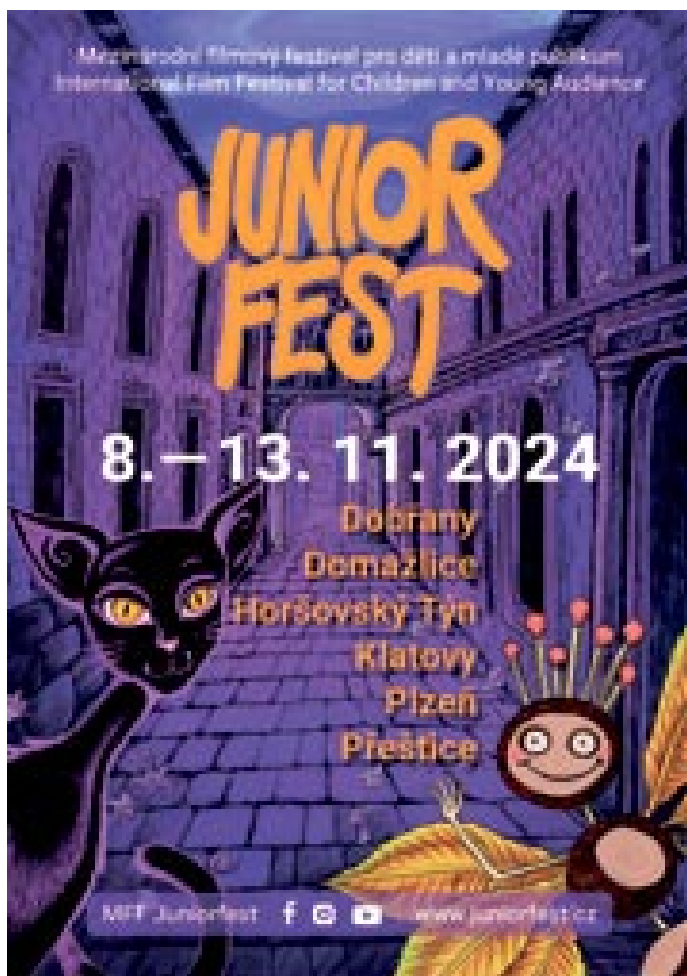 Mezinárodní filmový festival pro děti a mladé publikum
International Film Festival for Children and Young Audience
JUNIOR
FEST
8.—13. 11. 2024
Dobřany
Domažlice
Horšovský Týn
Klatovy
Plzeň
Přeštice
MFF Juniorfest
www.juniorfest.cz